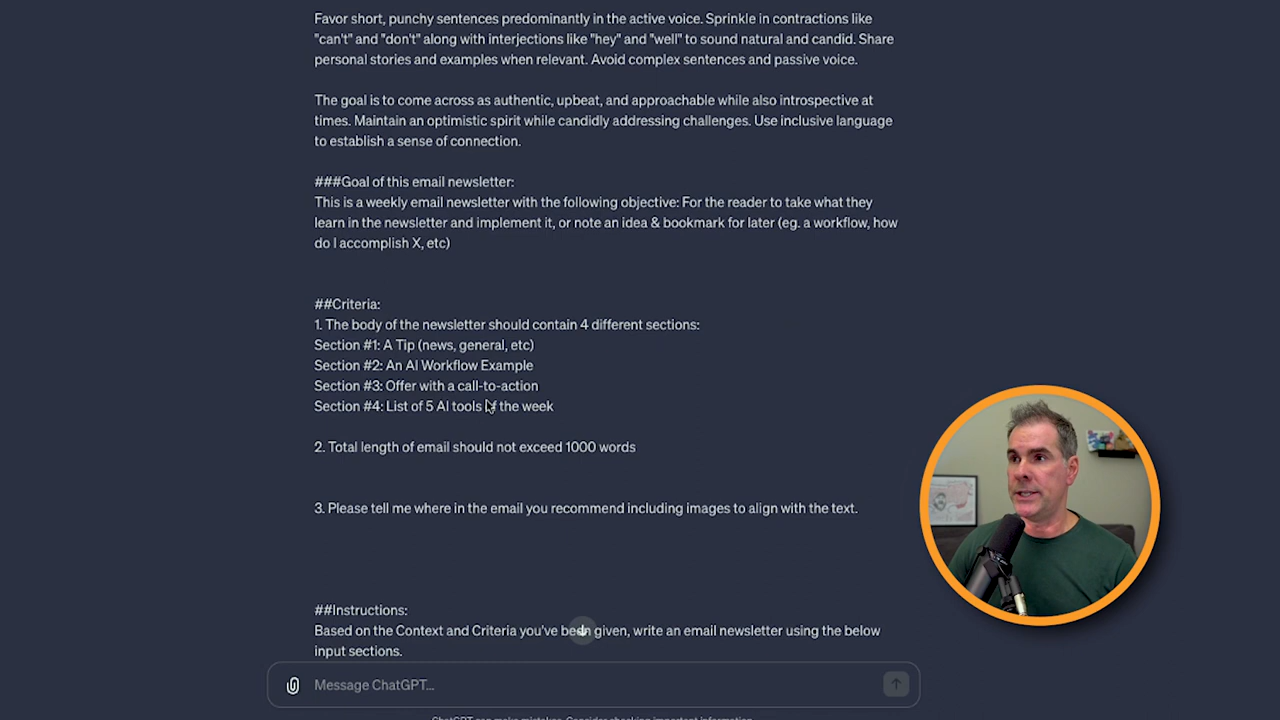 Favor short, punchy sentences predominantly in the active voice. Sprinkle in contractions like
"can't" and "don't" along with interjections like "hey" and "well" to sound natural and candid. Share
personal stories and examples when relevant. Avoid complex sentences and passive voice.
The goal is to come across as authentic, upbeat, and approachable while also introspective at
times. Maintain an optimistic spirit while candidly addressing challenges. Use inclusive language
to establish a sense of connection.
###Goal of this email newsletter:
This is a weekly email newsletter with the following objective: For the reader to take what they
learn in the newsletter and implement it, or note an idea & bookmark for later (eg. a workflow, how
do I accomplish X, etc)
##Criteria:
1. The body of the newsletter should contain 4 different sections:
Section #1: A Tip (news, general, etc)
Section #2: An AI Workflow Example
Section #3: Offer with a call-to-action
Section #4: List of 5 AI tools of the week
2. Total length of email should not exceed 1000 words
3. Please tell me where in the email you recommend including images to align with the text.
##Instructions:
Based on the Context and Criteria you've been given, write an email newsletter using the below
input sections.
Message ChatGPT...
ChatGPT can make mistakes. Consider checking important information.